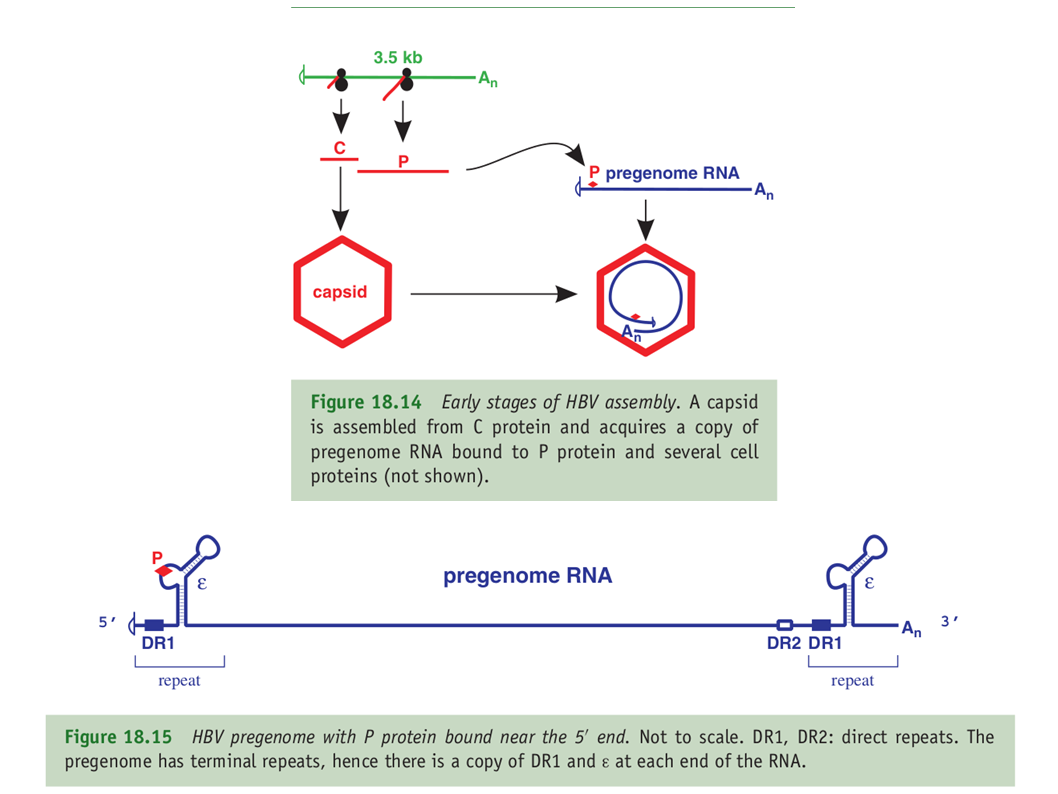 3.5 kb
An
C
P
P pregenome RNA
An
capsid
An
Figure 18.14 Early stages of HBV assembly. A capsid
is assembled from C protein and acquires a copy of
pregenome RNA bound to P protein and several cell
proteins (not shown).
P
ε
pregenome RNA
ε
5′
DR1
DR2 DR1
An
3′
repeat
repeat
Figure 18.15 HBV pregenome with P protein bound near the 5′ end. Not to scale. DR1, DR2: direct repeats. The
pregenome has terminal repeats, hence there is a copy of DR1 and ε at each end of the RNA.